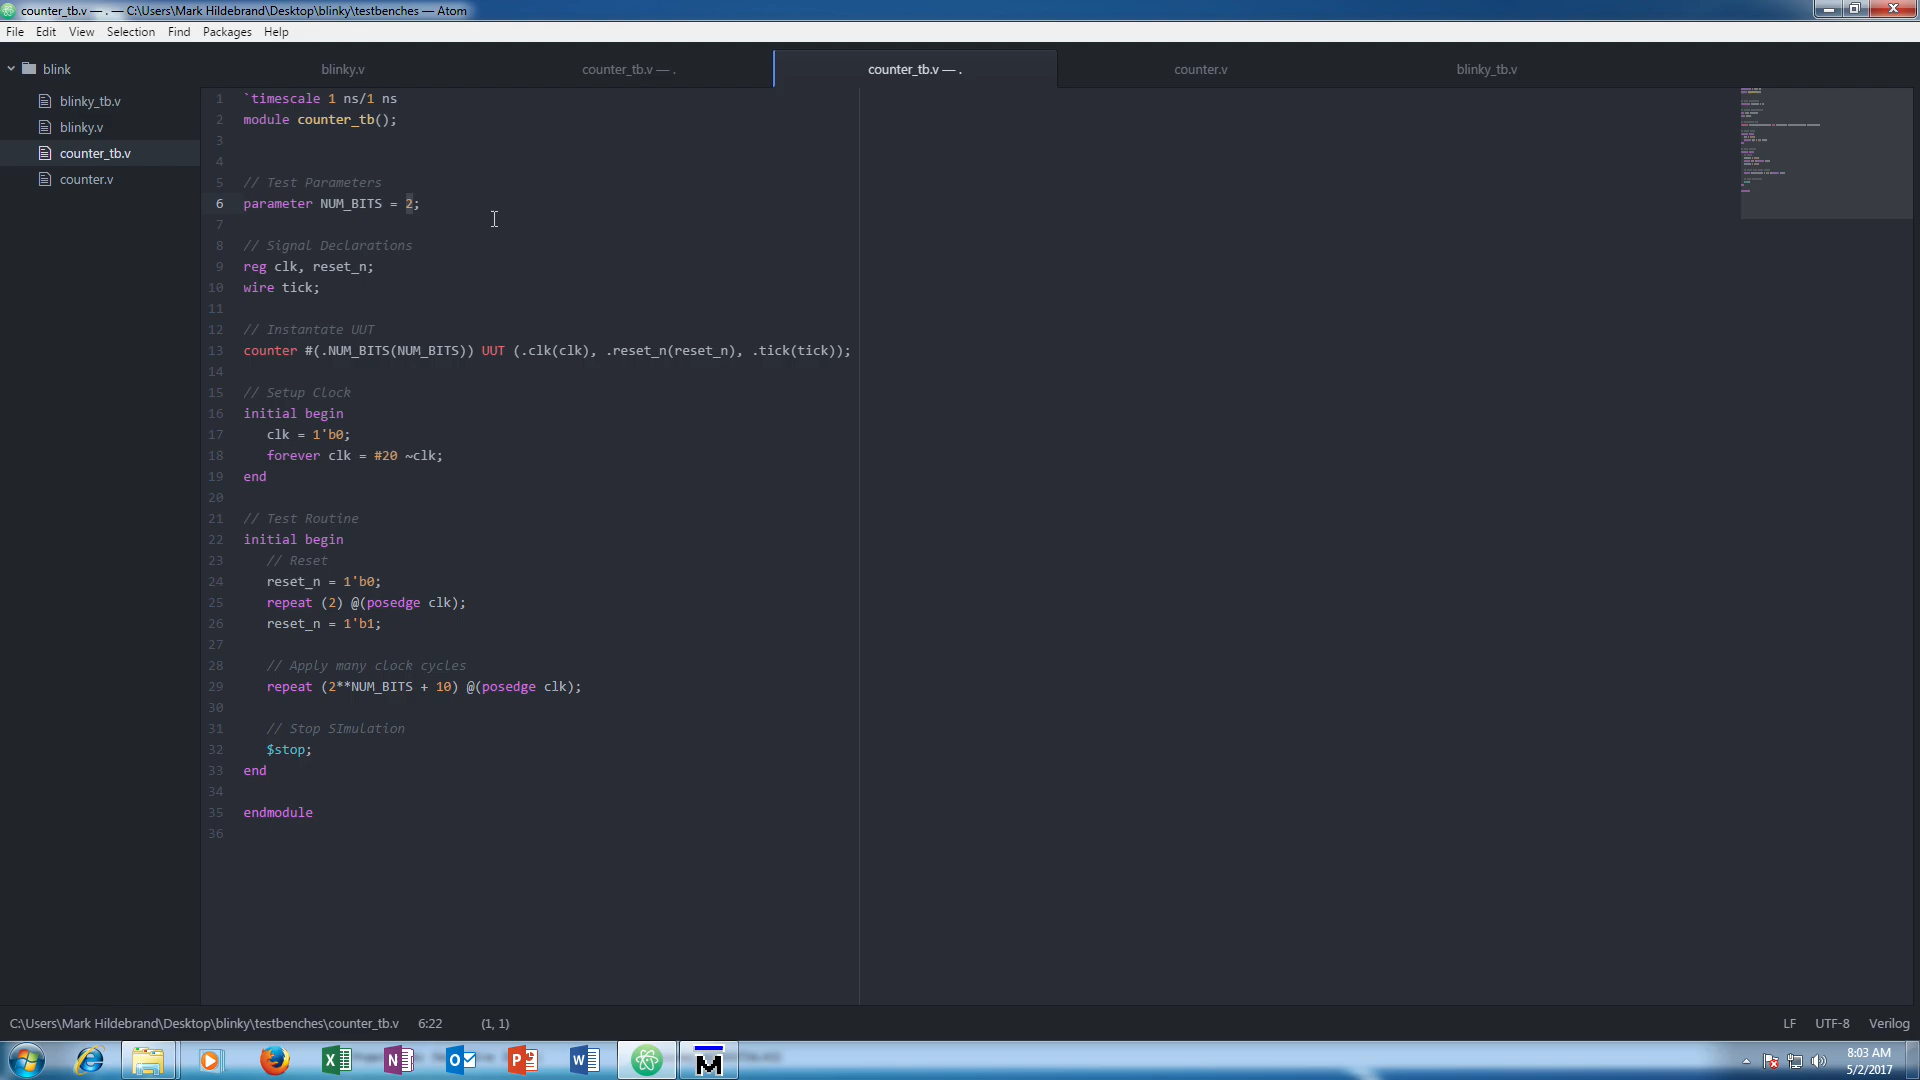 counter_tb.v — . — C:\Users\Mark Hildebrand\Desktop\blinky\testbenches — Atom
File Edit View Selection Find Packages Help
blink
blinky_tb.v
blinky.v
counter_tb.v
counter.v
blinky.v counter_tb.v — . counter_tb.v — . counter.v blinky_tb.v
1 `timescale 1 ns/1 ns
2 module counter_tb();
3
4
5 // Test Parameters
6 parameter NUM_BITS = 2;
7
8 // Signal Declarations
9 reg clk, reset_n;
10 wire tick;
11
12 // Instantate UUT
13 counter #(.NUM_BITS(NUM_BITS)) UUT (.clk(clk), .reset_n(reset_n), .tick(tick));
14
15 // Setup Clock
16 initial begin
17 clk = 1'b0;
18 forever clk = #20 ~clk;
19 end
20
21 // Test Routine
22 initial begin
23 // Reset
24 reset_n = 1'b0;
25 repeat (2) @(posedge clk);
26 reset_n = 1'b1;
27
28 // Apply many clock cycles
29 repeat (2**NUM_BITS + 10) @(posedge clk);
30
31 // Stop SImulation
32 $stop;
33 end
34
35 endmodule
36
C:\Users\Mark Hildebrand\Desktop\blinky\testbenches\counter_tb.v 6:22 (1, 1) LF UTF-8 Verilog
8:03 AM
5/2/2017